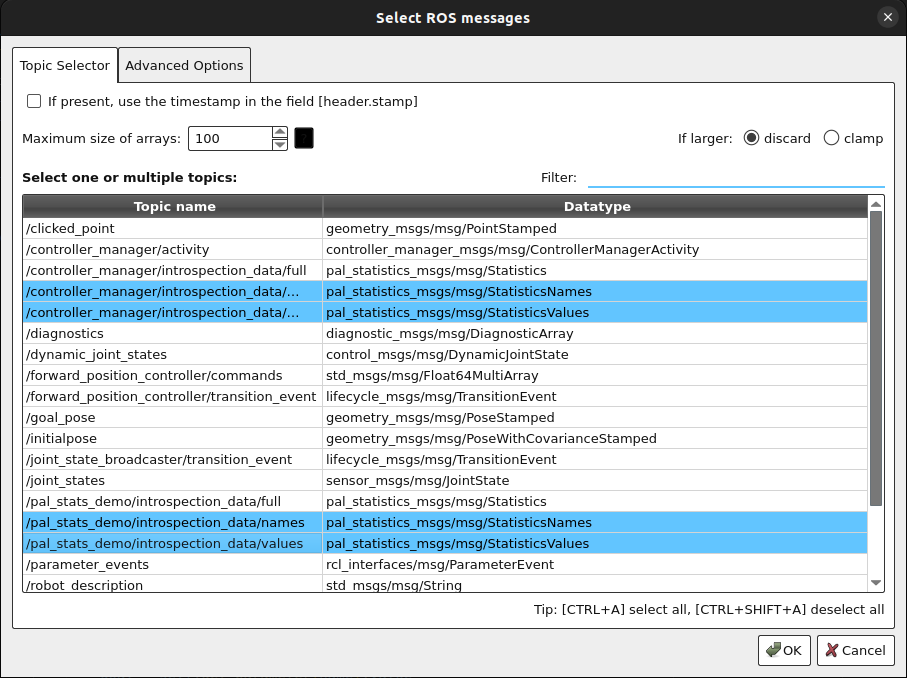 Select ROS messages
Topic Selector Advanced Options
If present, use the timestamp in the field [header.stamp]
Maximum size of arrays: 100 If larger: discard clamp
Select one or multiple topics: Filter:
Topic name Datatype
/clicked_point geometry_msgs/msg/PointStamped
/controller_manager/activity controller_manager_msgs/msg/ControllerManagerActivity
/controller_manager/introspection_data/full pal_statistics_msgs/msg/Statistics
/controller_manager/introspection_data/... pal_statistics_msgs/msg/StatisticsNames
/controller_manager/introspection_data/... pal_statistics_msgs/msg/StatisticsValues
/diagnostics diagnostic_msgs/msg/DiagnosticArray
/dynamic_joint_states control_msgs/msg/DynamicJointState
/forward_position_controller/commands std_msgs/msg/Float64MultiArray
/forward_position_controller/transition_event lifecycle_msgs/msg/TransitionEvent
/goal_pose geometry_msgs/msg/PoseStamped
/initialpose geometry_msgs/msg/PoseWithCovarianceStamped
/joint_state_broadcaster/transition_event lifecycle_msgs/msg/TransitionEvent
/joint_states sensor_msgs/msg/JointState
/pal_stats_demo/introspection_data/full pal_statistics_msgs/msg/Statistics
/pal_stats_demo/introspection_data/names pal_statistics_msgs/msg/StatisticsNames
/pal_stats_demo/introspection_data/values pal_statistics_msgs/msg/StatisticsValues
/parameter_events rcl_interfaces/msg/ParameterEvent
/robot_description std_msgs/msg/String
Tip: [CTRL+A] select all, [CTRL+SHIFT+A] deselect all
OK Cancel